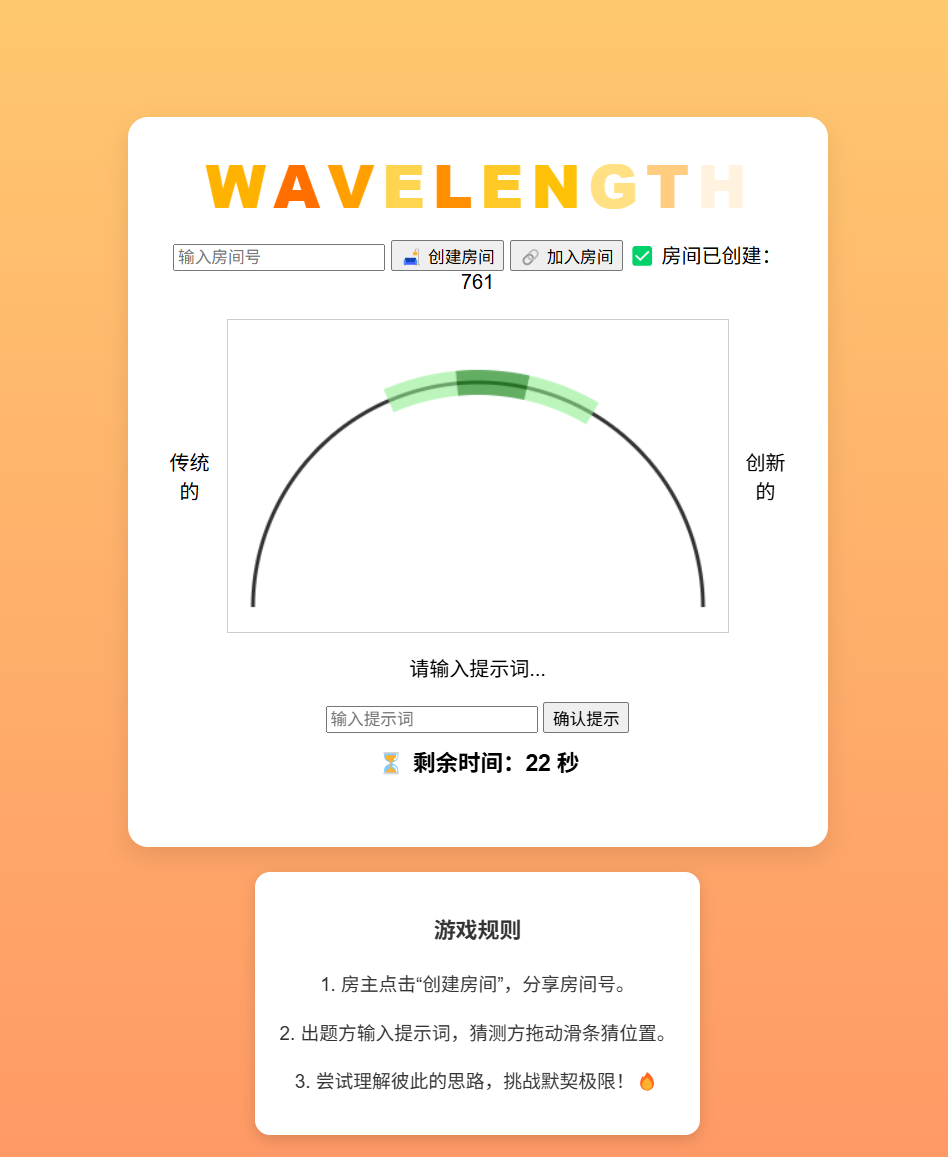 WAVELENGTH
输入房间号 🛋️ 创建房间 🔗 加入房间 ✅ 房间已创建：
761
传统
的
创新
的
请输入提示词...
输入提示词 确认提示
⏳ 剩余时间：22 秒
游戏规则
1. 房主点击“创建房间”，分享房间号。
2. 出题方输入提示词，猜测方拖动滑条猜位置。
3. 尝试理解彼此的思路，挑战默契极限！🔥